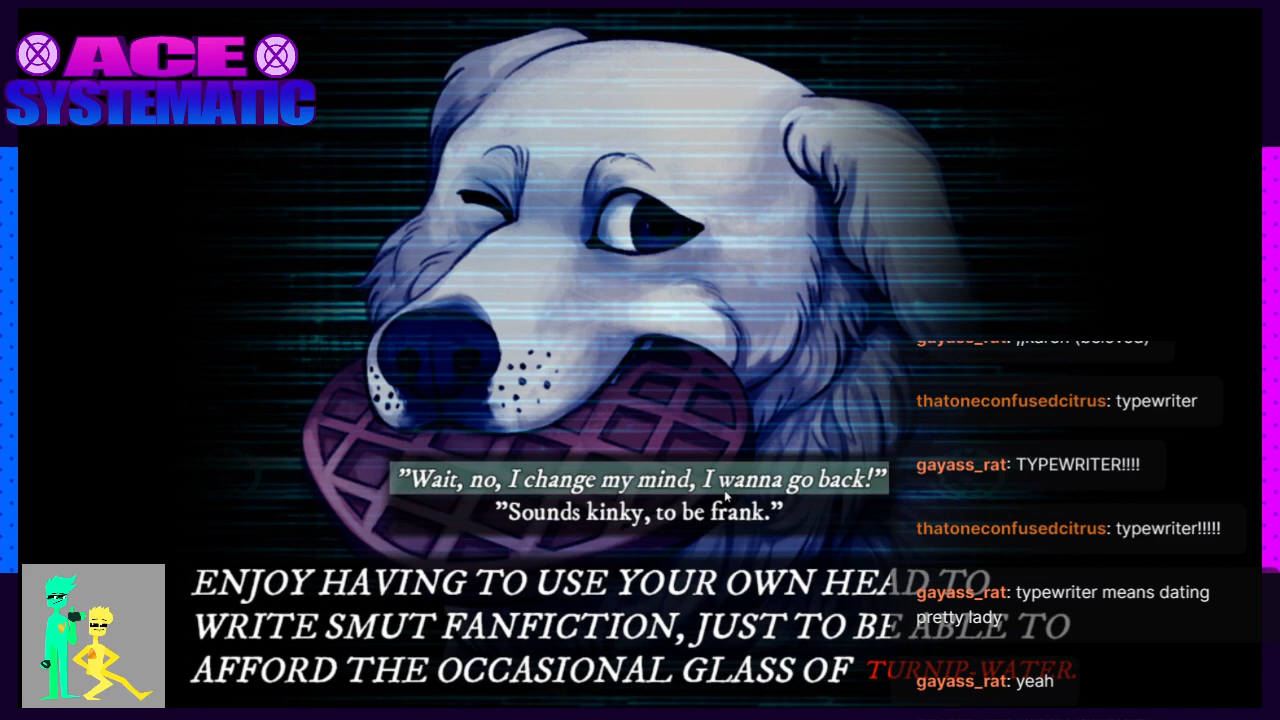 ACE
SYSTEMATIC
"Wait, no, I change my mind, I wanna go back!"
"Sounds kinky, to be frank."
ENJOY HAVING TO USE YOUR OWN HEAD TO
WRITE SMUT FANFICTION, JUST TO BE ABLE TO
AFFORD THE OCCASIONAL GLASS OF TURNIP-WATER.
gayass_rat: (beloved)
thatoneconfusedcitrus: typewriter
gayass_rat: TYPEWRITER!!!!
thatoneconfusedcitrus: typewriter!!!!!
gayass_rat: typewriter means dating
pretty lady
gayass_rat: yeah